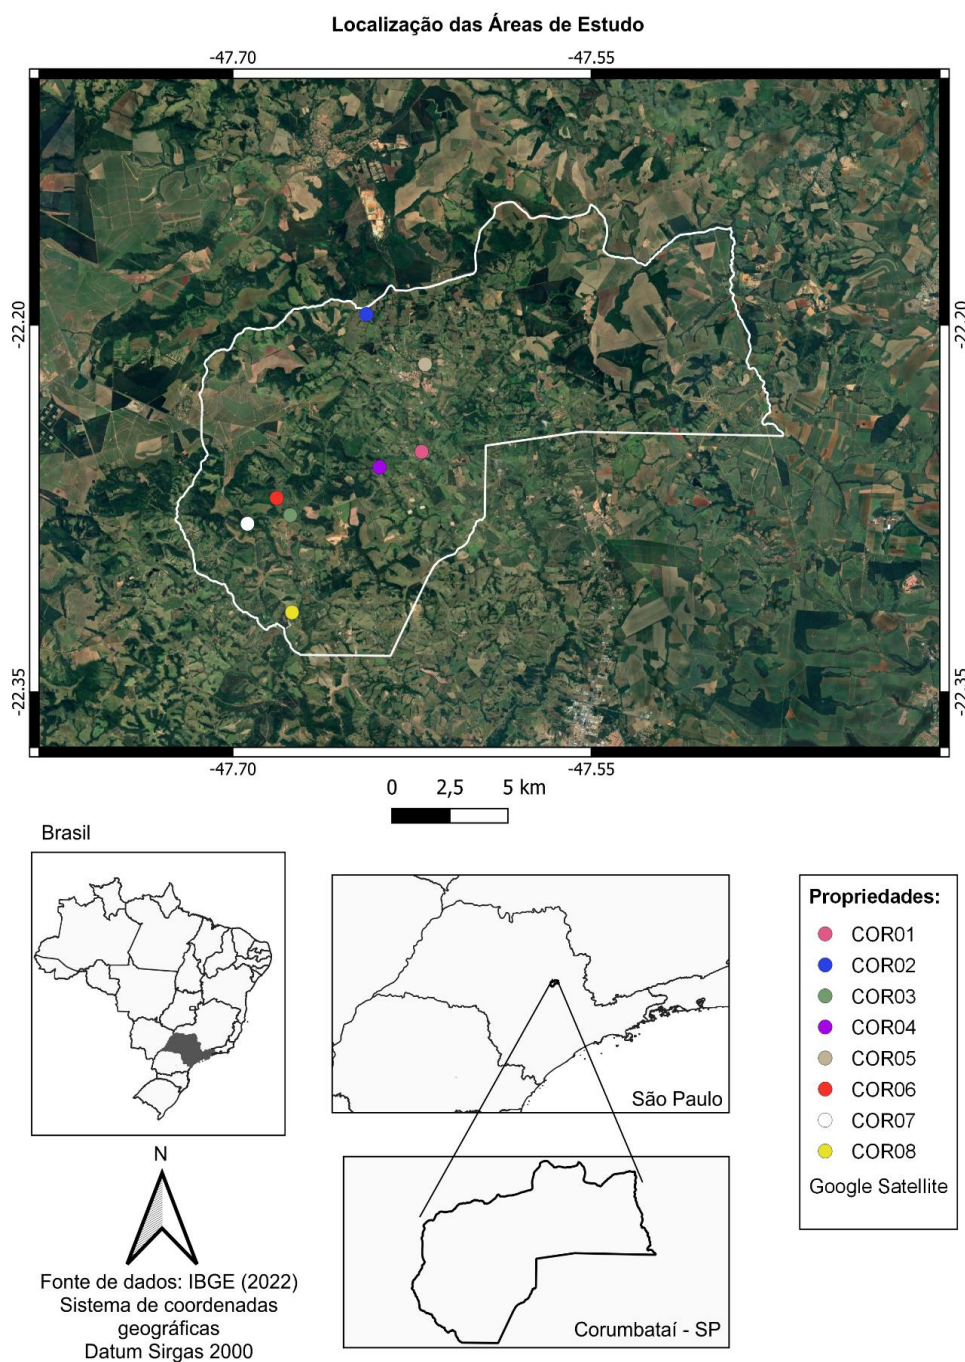 Localização das Áreas de Estudo
-47.70
-47.55
-22.20
-22.20
-22.35
-22.35
-47.70
-47.55
0 2,5 5 km
Brasil
São Paulo
Corumbataí - SP
N
Fonte de dados: IBGE (2022)
Sistema de coordenadas
geográficas
Datum Sirgas 2000
Propriedades:
COR01
COR02
COR03
COR04
COR05
COR06
COR07
COR08
Google Satellite